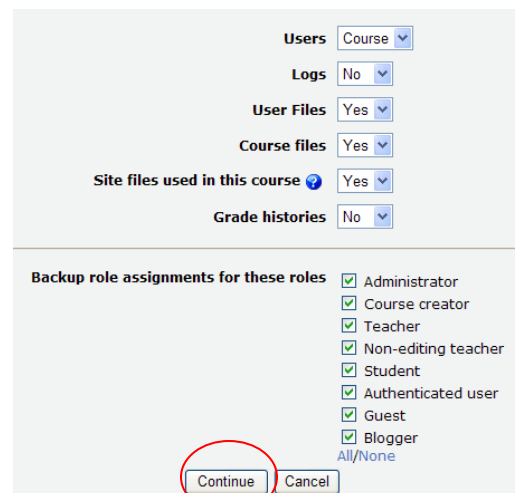 Users Course
Logs No
User Files Yes
Course files Yes
Site files used in this course ? Yes
Grade histories No
Backup role assignments for these roles
Administrator
Course creator
Teacher
Non-editing teacher
Student
Authenticated user
Guest
Blogger
All/None
Continue Cancel